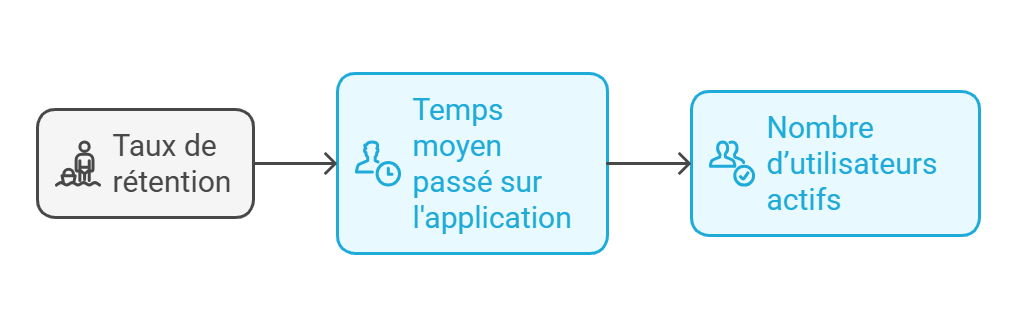 Taux de
rétention
Temps
moyen
passé sur
l'application
Nombre
d’utilisateurs
actifs